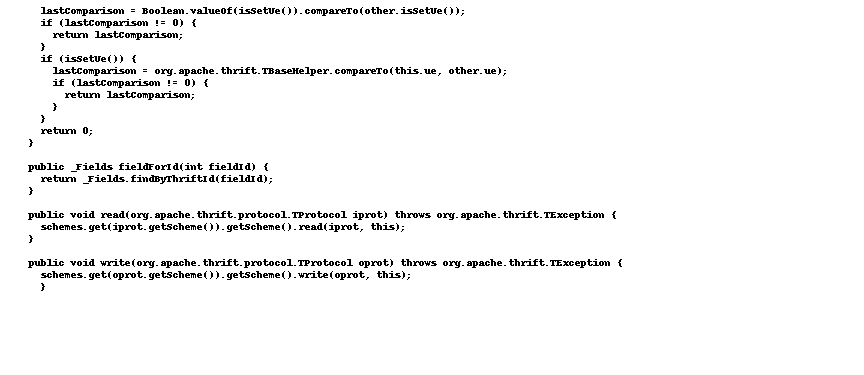 lastComparison = Boolean.valueOf(isSetUe()).compareTo(other.isSetUe());
if (lastComparison != 0) {
return lastComparison;
}
if (isSetUe()) {
lastComparison = org.apache.thrift.TBaseHelper.compareTo(this.ue, other.ue);
if (lastComparison != 0) {
return lastComparison;
}
}
return 0;
}

public _Fields fieldForId(int fieldId) {
return _Fields.findByThriftId(fieldId);
}

public void read(org.apache.thrift.protocol.TProtocol iprot) throws org.apache.thrift.TException {
schemes.get(iprot.getScheme()).getScheme().read(iprot, this);
}

public void write(org.apache.thrift.protocol.TProtocol oprot) throws org.apache.thrift.TException {
schemes.get(oprot.getScheme()).getScheme().write(oprot, this);
}